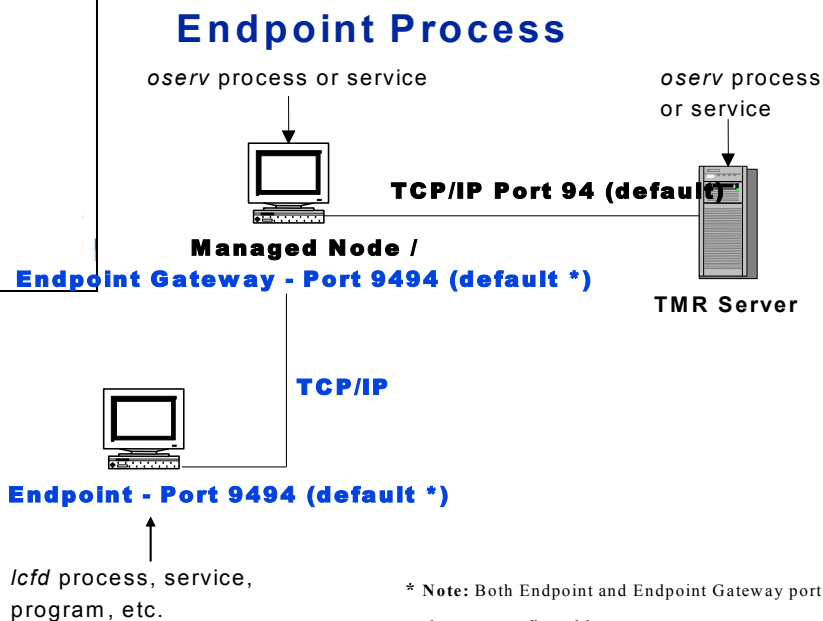 Endpoint Process
oserv process or service
oserv process
or service
TCP/IP Port 94 (default)
Managed Node /
Endpoint Gateway - Port 9494 (default *)
TMR Server
TCP/IP
Endpoint - Port 9494 (default *)
lcfd process, service,
program, etc.
* Note: Both Endpoint and Endpoint Gateway port